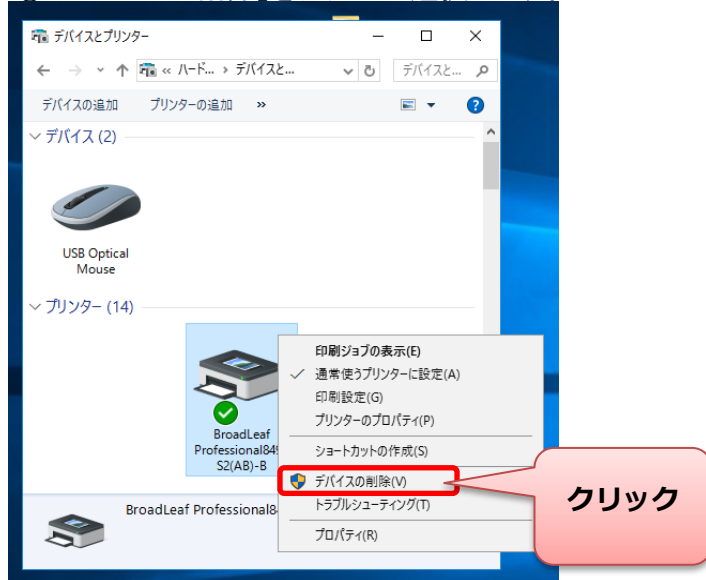 デバイスとプリンター
« ハード... › デバイスと...
デバイスと...
デバイスの追加
プリンターの追加
»
デバイス (2)
USB Optical
Mouse
プリンター (14)
BroadLeaf
Professional849
S2(AB)-B
印刷ジョブの表示(E)
通常使うプリンターに設定(A)
印刷設定(G)
プリンターのプロパティ(P)
ショートカットの作成(S)
デバイスの削除(V)
トラブルシューティング(T)
プロパティ(R)
クリック
BroadLeaf Professional8